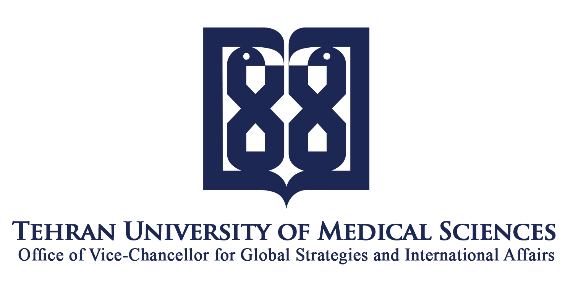 TEHRAN UNIVERSITY OF MEDICAL SCIENCES
Office of Vice-Chancellor for Global Strategies and International Affairs